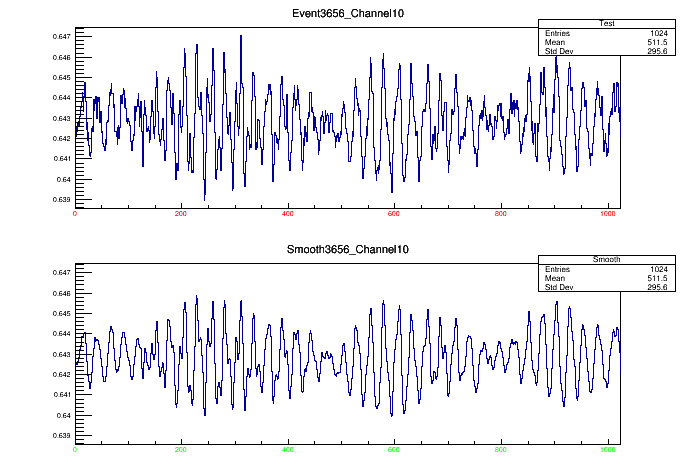 Event3656_Channel10
Test
Entries 1024
Mean 511.5
Std Dev 295.6
0.647
0.646
0.645
0.644
0.643
0.642
0.641
0.64
0.639
0 200 400 600 800 1000
Smooth3656_Channel10
Smooth
Entries 1024
Mean 511.5
Std Dev 295.6
0.647
0.646
0.645
0.644
0.643
0.642
0.641
0.64
0.639
0 200 400 600 800 1000